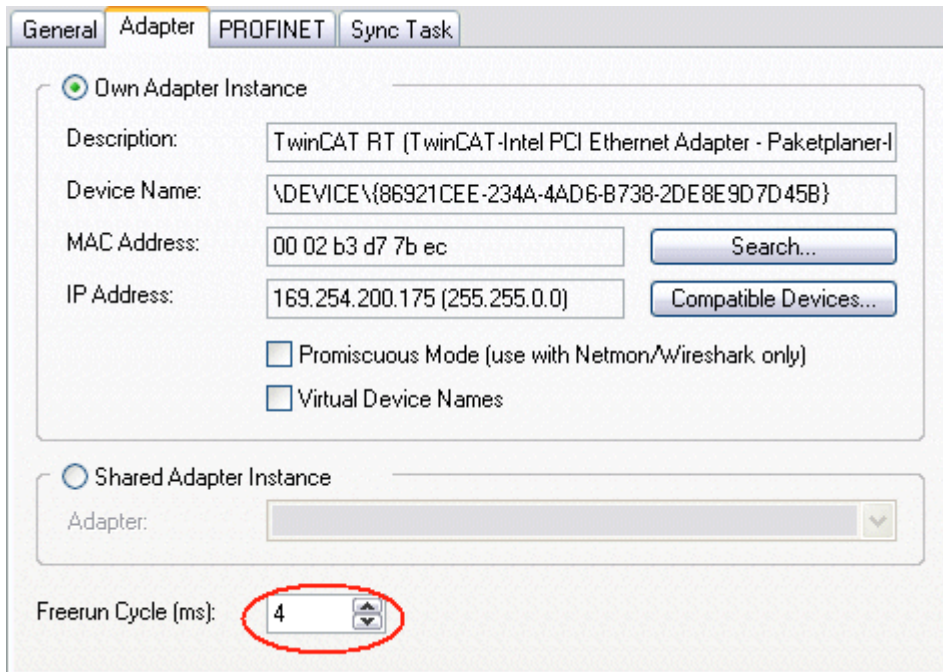 General Adapter PROFINET Sync Task
Own Adapter Instance
Description: TwinCAT RT (TwinCAT-Intel PCI Ethernet Adapter - Paketplaner-
Device Name: \DEVICE\{86921CEE-234A-4AD6-B738-2DE8E9D7D45B}
MAC Address: 00 02 b3 d7 7b ec Search...
IP Address: 169.254.200.175 (255.255.0.0) Compatible Devices...
Promiscuous Mode (use with Netmon/Wireshark only)
Virtual Device Names
Shared Adapter Instance
Adapter:
Freerun Cycle (ms): 4